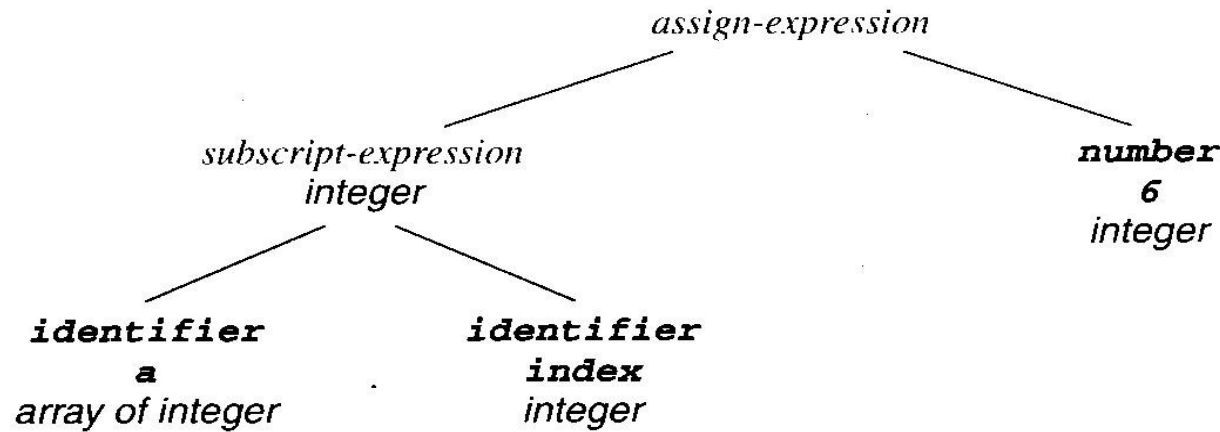 assign-expression
subscript-expression
integer
number
6
integer
identifier
a
array of integer
identifier
index
integer